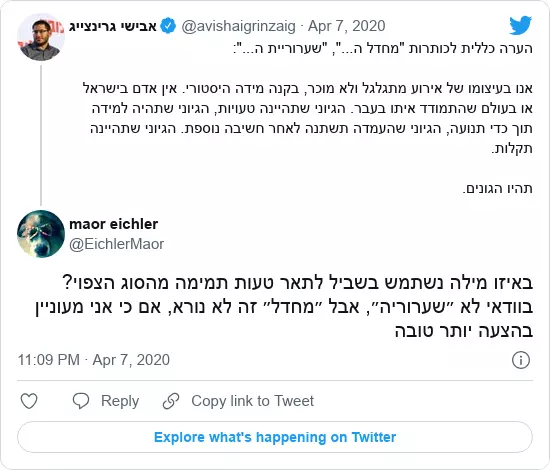 אבישי גרינצייג @avishaigrinzaig · Apr 7, 2020
הערה כללית לכותרות "מחדל ה...", "שערוריית ה...":
אנו בעיצומו של אירוע מתגלגל ולא מוכר, בקנה מידה היסטורי. אין אדם בישראל
או בעולם שהתמודד איתו בעבר. הגיוני שתהיינה טעויות, הגיוני שתהיה למידה
תוך כדי תנועה, הגיוני שהעמדה תשתנה לאחר חשיבה נוספת. הגיוני שתהיינה
תקלות.
תהיו הגונים.
maor eichler
@EichlerMaor
באיזו מילה נשתמש בשביל לתאר טעות תמימה מהסוג הצפוי?
בוודאי לא ״שערוריה״, אבל ״מחדל״ זה לא נורא, אם כי אני מעוניין
בהצעה יותר טובה
11:09 PM · Apr 7, 2020
Reply
Copy link to Tweet
Explore what's happening on Twitter